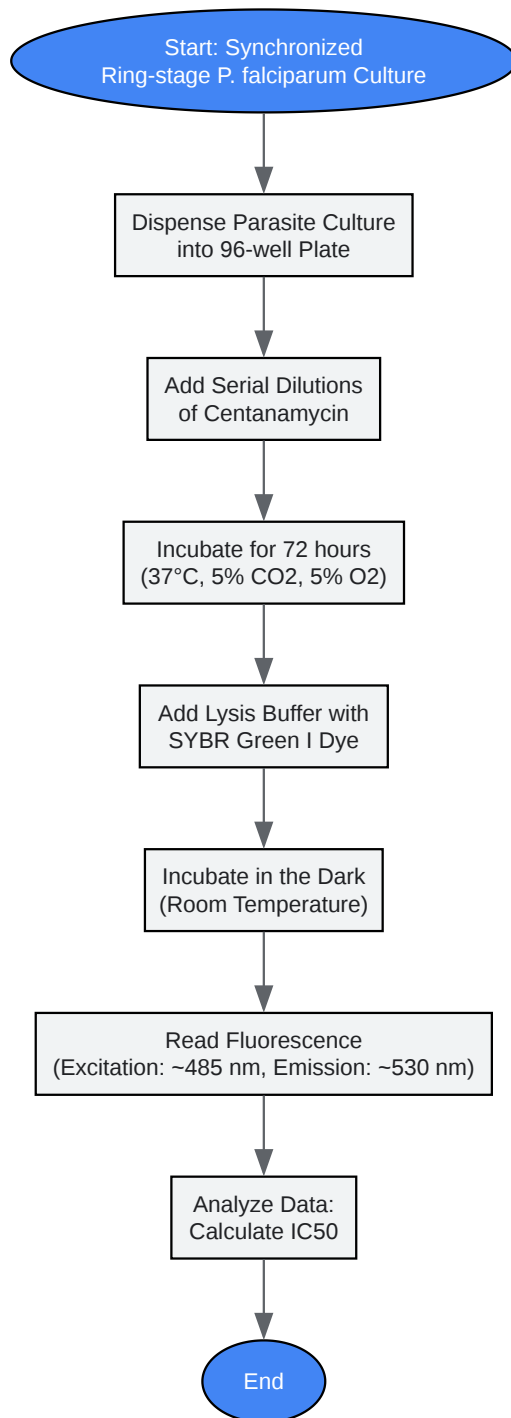 Start: Synchronized
Ring-stage P. falciparum Culture
Dispense Parasite Culture
into 96-well Plate
Add Serial Dilutions
of Centanamycin
Incubate for 72 hours
(37°C, 5% CO2, 5% O2)
Add Lysis Buffer with
SYBR Green I Dye
Incubate in the Dark
(Room Temperature)
Read Fluorescence
(Excitation: ~485 nm, Emission: ~530 nm)
Analyze Data:
Calculate IC50
End